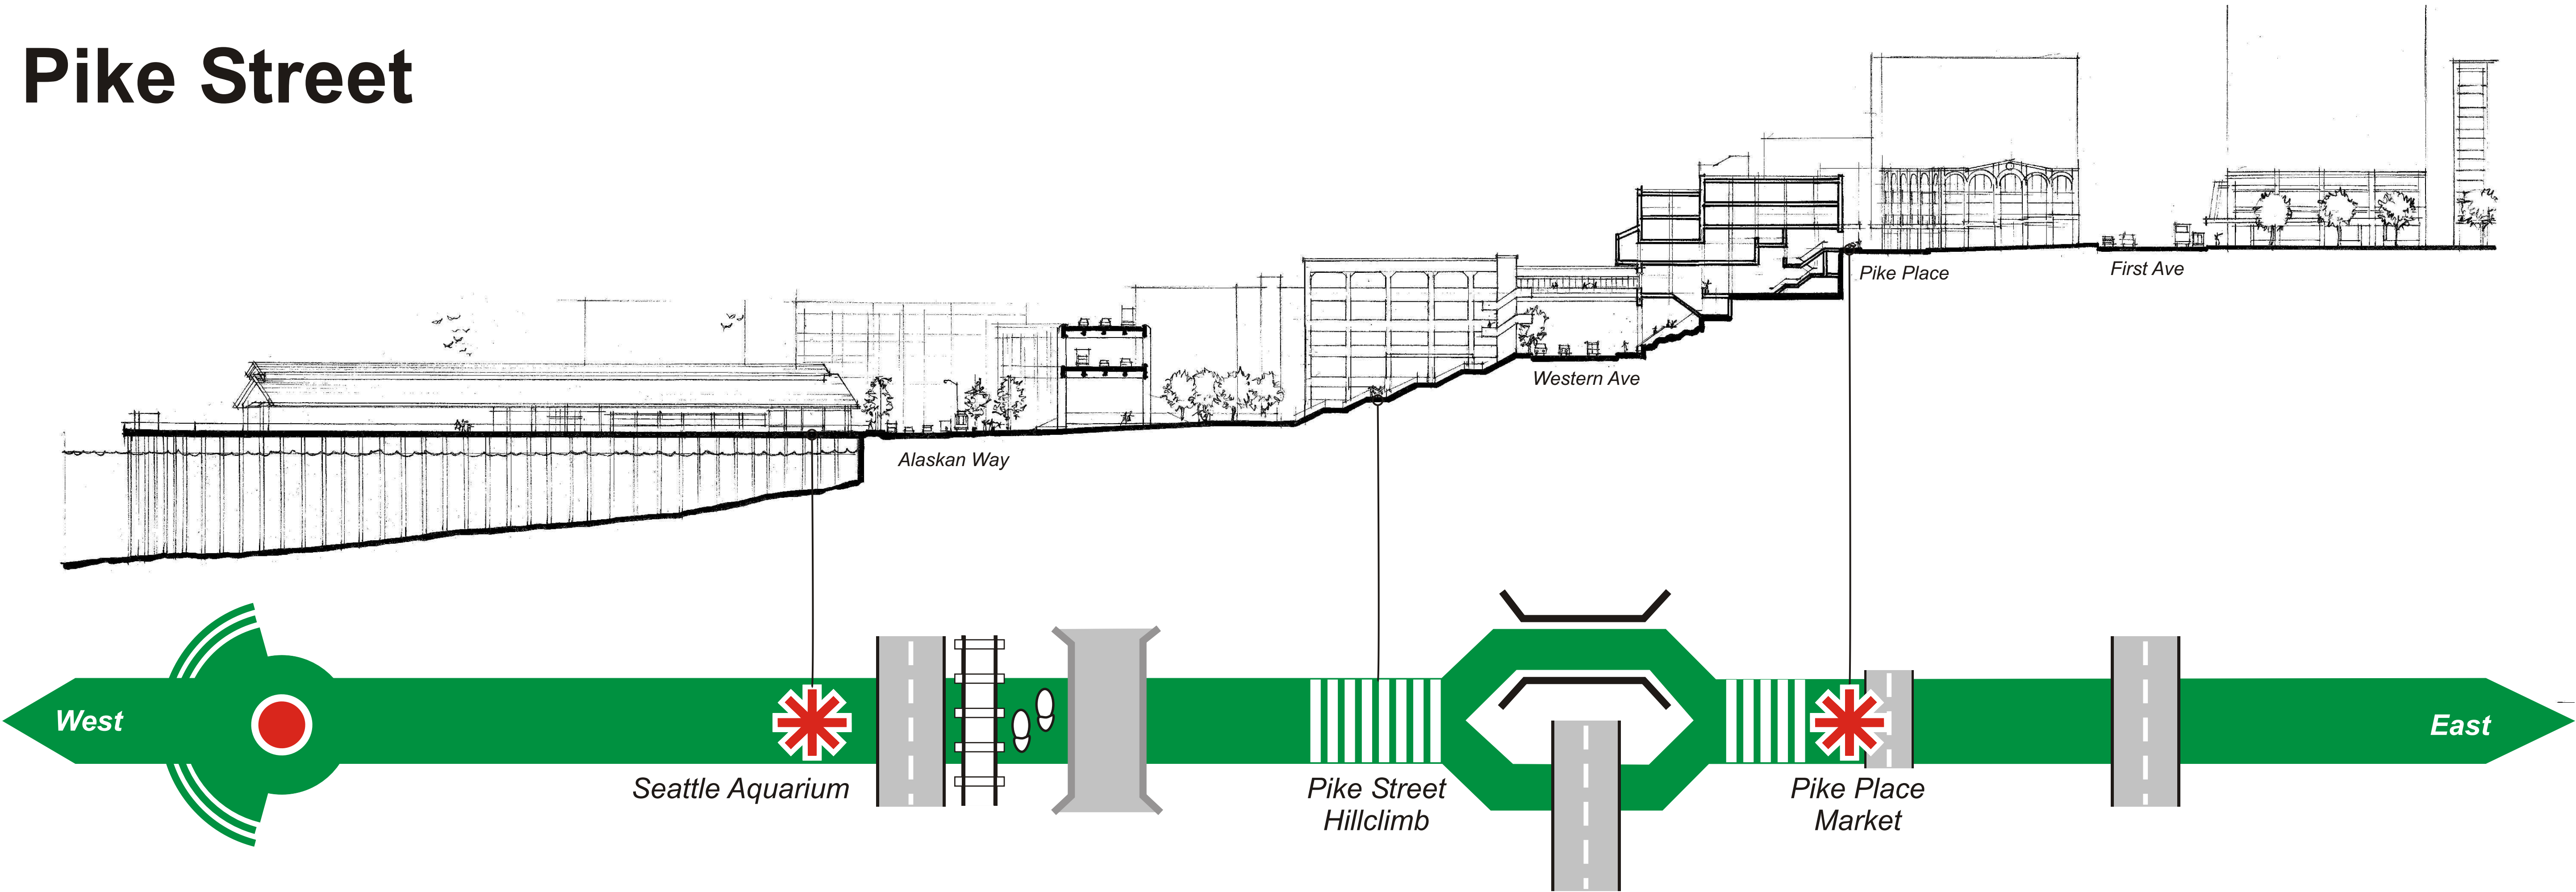 Pike Street
Pike Place
First Ave
Western Ave
Alaskan Way
West
East
Seattle Aquarium
Pike Street
Hillclimb
Pike Place
Market